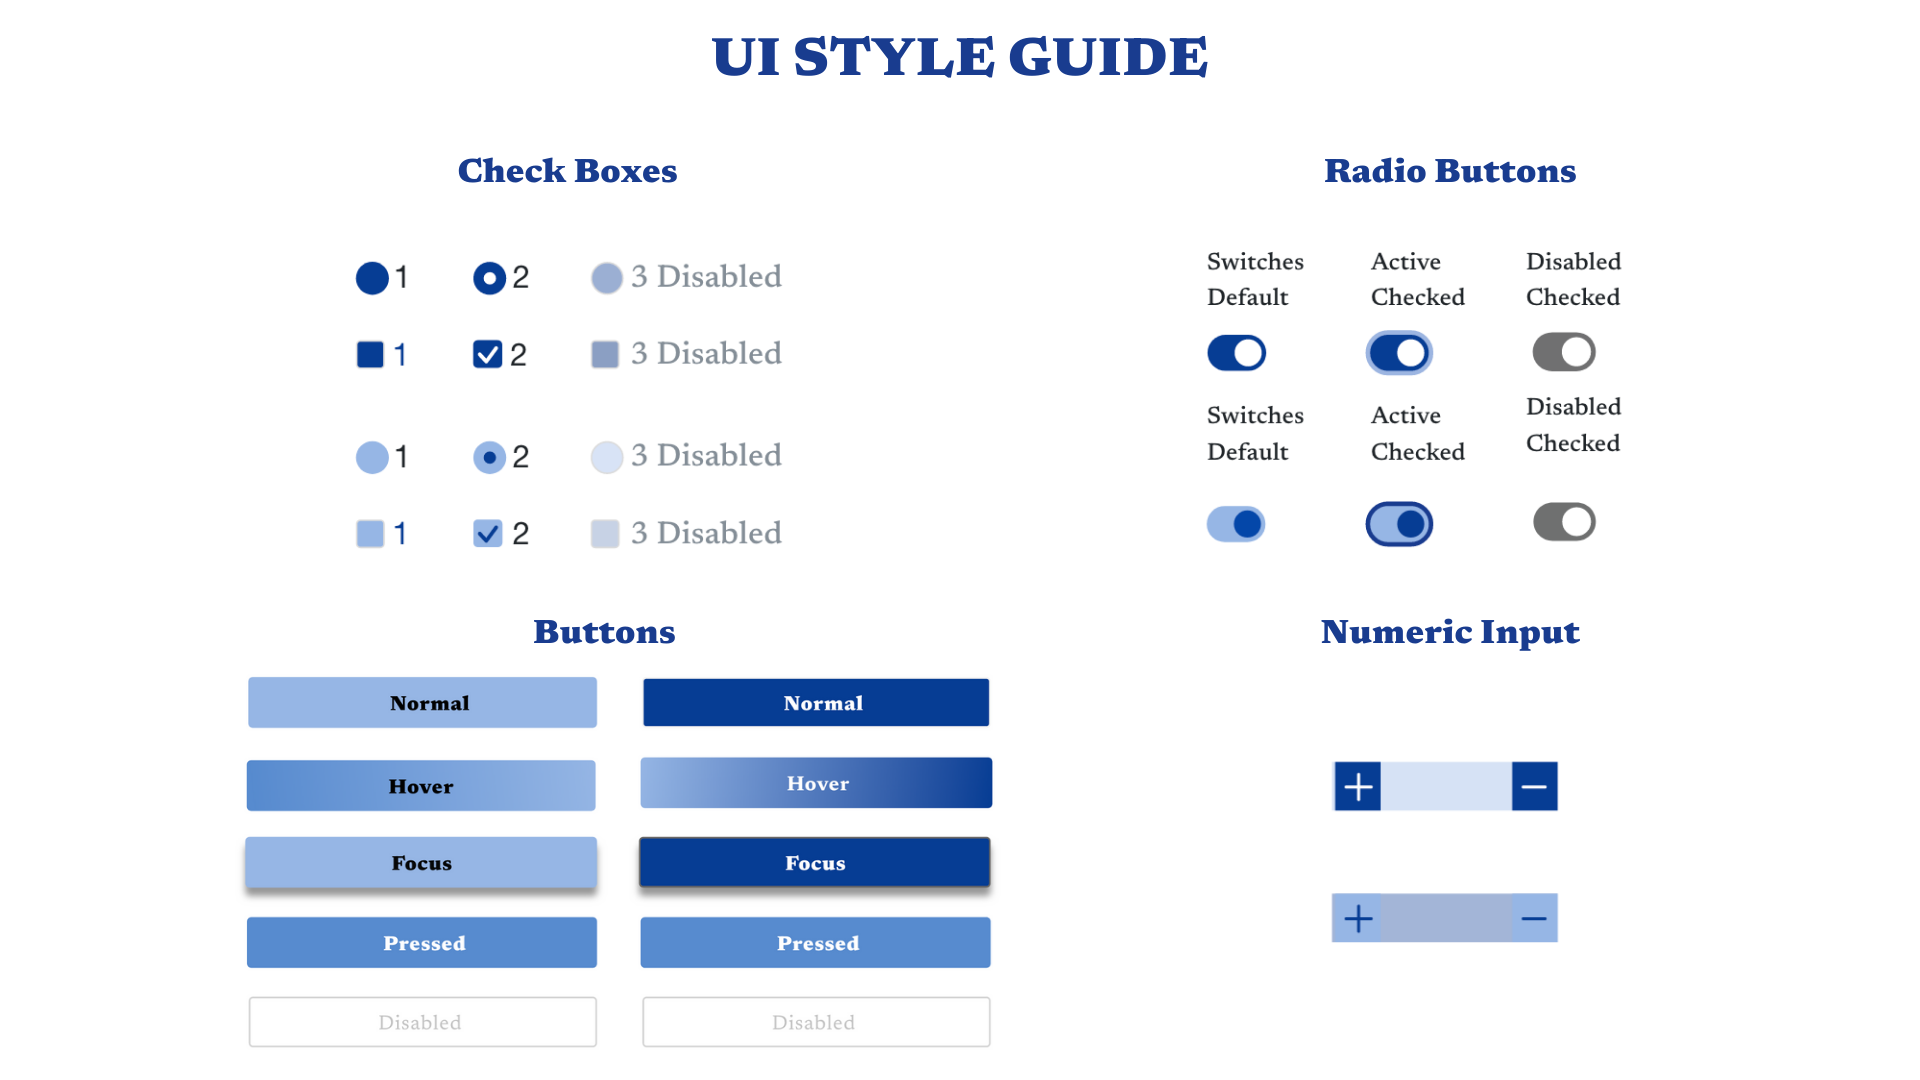 UI STYLE GUIDE
Check Boxes
1 2 3 Disabled
1 2 3 Disabled
1 2 3 Disabled
1 2 3 Disabled
Radio Buttons
Switches Default
Active Checked
Disabled Checked
Switches Default
Active Checked
Disabled Checked
Buttons
Normal Normal
Hover Hover
Focus Focus
Pressed Pressed
Disabled Disabled
Numeric Input
+ −
+ −